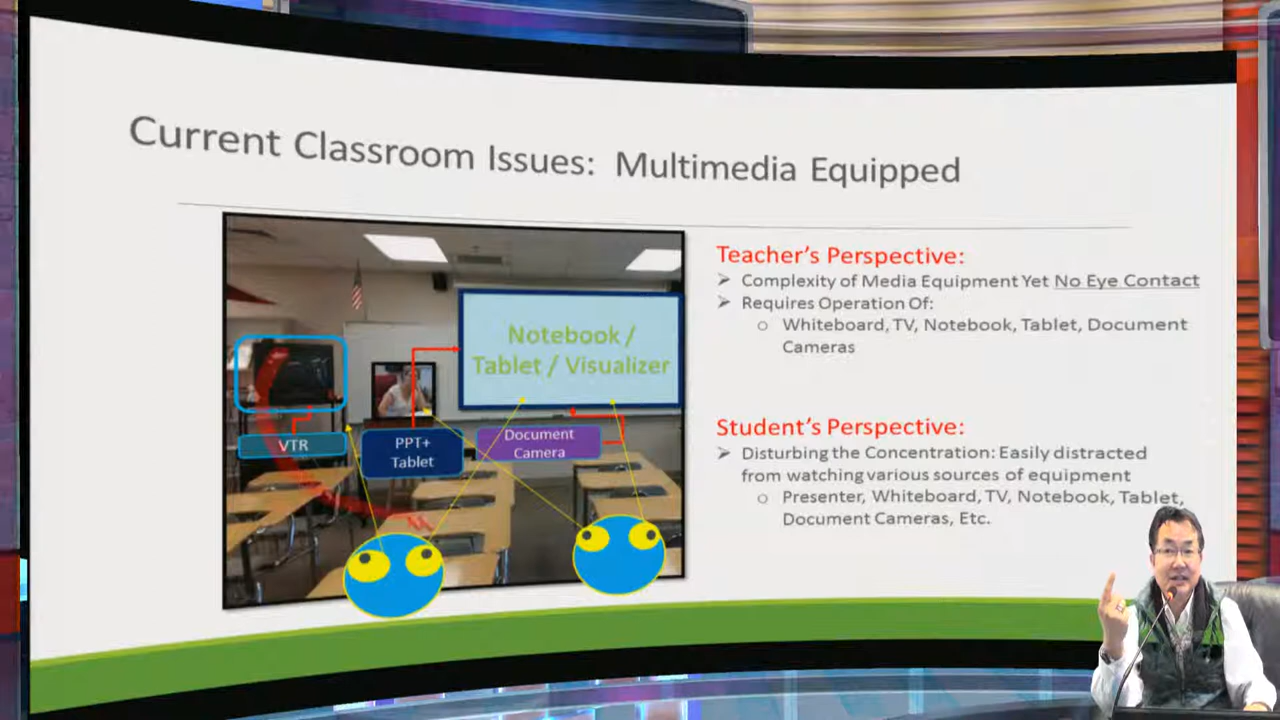 Current Classroom Issues: Multimedia Equipped
Notebook /
Tablet / Visualizer
VTR
PPT+
Tablet
Document
Camera
Teacher's Perspective:
Complexity of Media Equipment Yet No Eye Contact
Requires Operation Of:
Whiteboard, TV, Notebook, Tablet, Document
Cameras
Student's Perspective:
Disturbing the Concentration: Easily distracted
from watching various sources of equipment
Presenter, Whiteboard, TV, Notebook, Tablet,
Document Cameras, Etc.